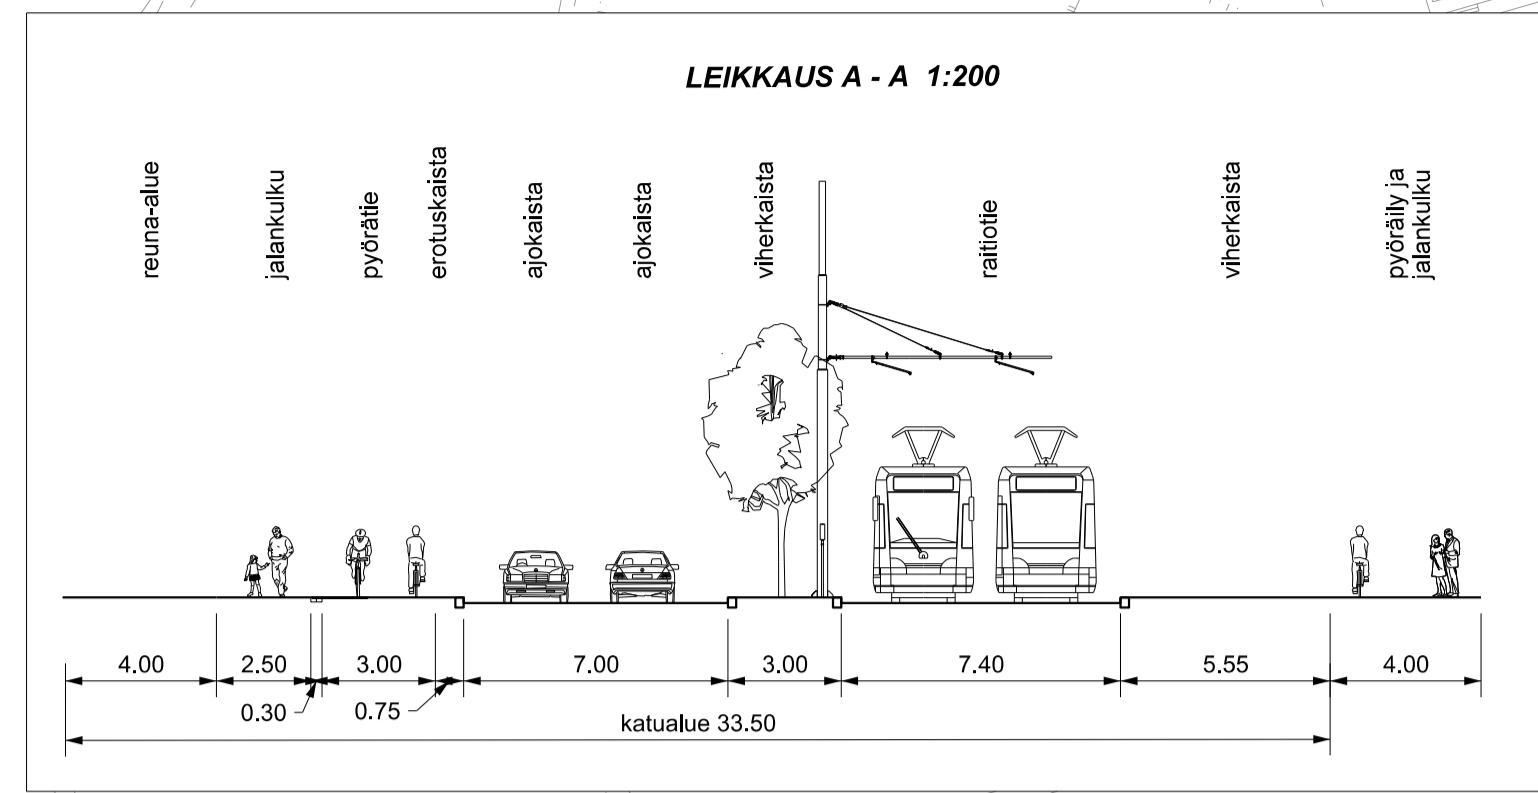 LEIKKAUS A - A 1:200
reuna-alue
jalankulku
pyörätie
erotuskaista
ajokaista
ajokaista
viherkaista
raitiotie
viherkaista
pyöräily ja
jalankulku
4.00
2.50
3.00
7.00
3.00
7.40
5.55
4.00
0.30
0.75
katualue 33.50